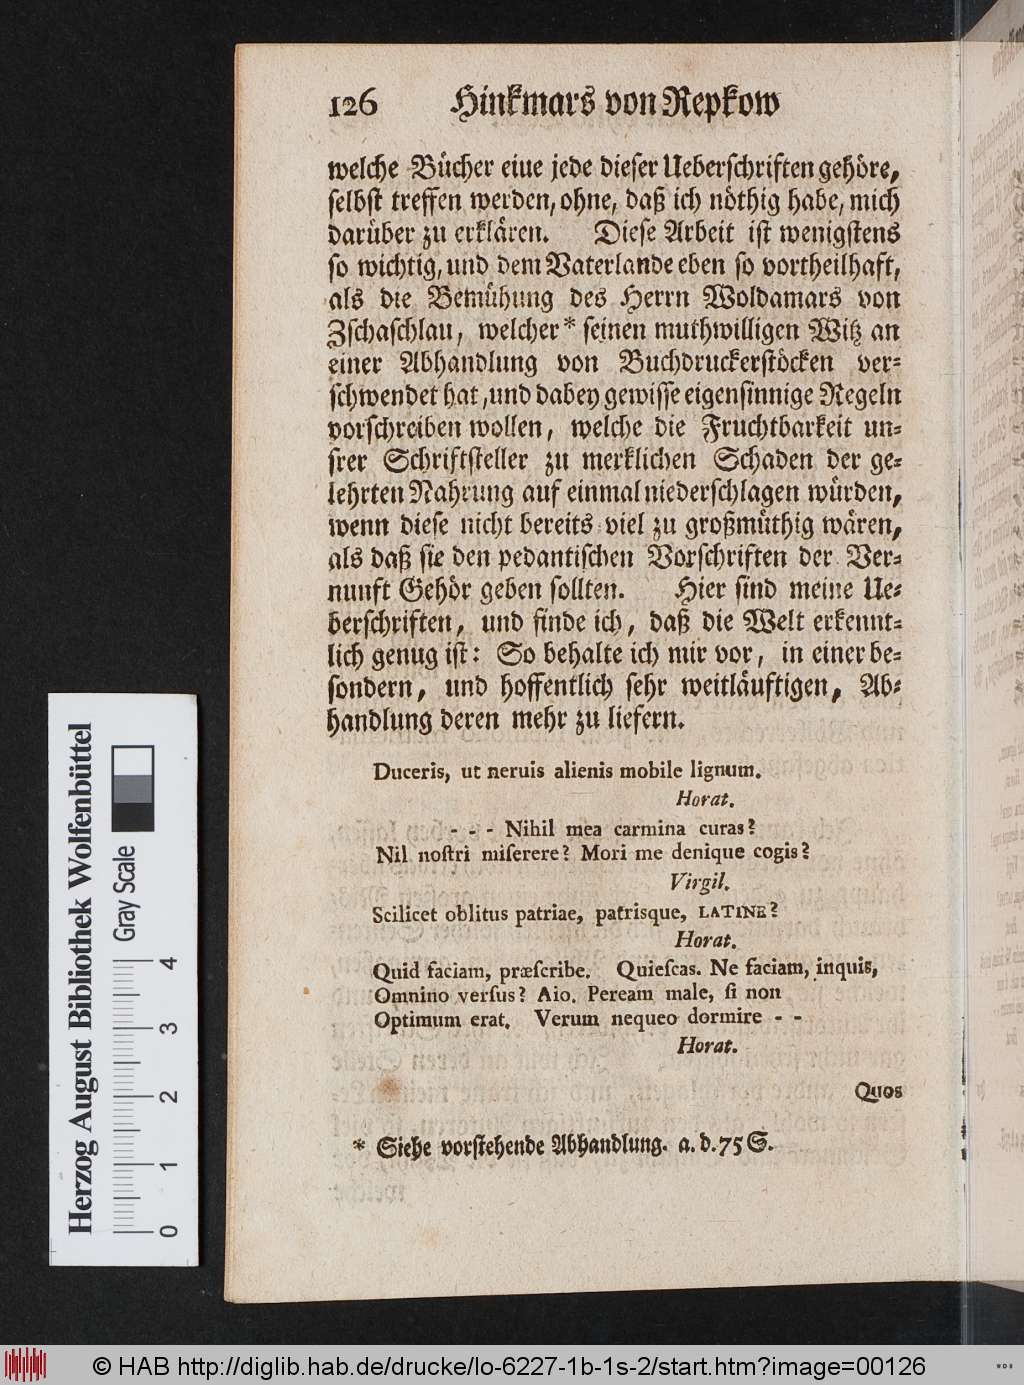 126 Hinkmars von Repkow
welche Bücher eiue jede dieser Ueberschriften gehöre,
selbst treffen werden, ohne, daß ich nöthig habe, mich
darüber zu erklären. Diese Arbeit ist wenigstens
so wichtig, und dem Vaterlande eben so vortheilhaft,
als die Bemühung des Herrn Woldamars von
Zschaschlau, welcher* seinen muthwilligen Witz an
einer Abhandlung von Buchdruckerstöcken ver-
schwendet hat, und dabey gewisse eigensinnige Regeln
vorschreiben wollen, welche die Fruchtbarkeit un-
srer Schriftsteller zu merklichen Schaden der ge-
lehrten Nahrung auf einmal niederschlagen würden,
wenn diese nicht bereits viel zu großmüthig wären,
als daß sie den pedantischen Vorschriften der Ver-
nunft Gehör geben sollten. Hier sind meine Ue-
berschriften, und finde ich, daß die Welt erkennt-
lich genug ist: So behalte ich mir vor, in einer be-
sondern, und hoffentlich sehr weitläuftigen, Ab-
handlung deren mehr zu liefern.
Duceris, ut neruis alienis mobile lignum.
Horat.
- - - Nihil mea carmina curas?
Nil noſtri miſerere? Mori me denique cogis?
Virgil.
Scilicet oblitus patriae, patrisque, LATINE?
Horat.
Quid faciam, præſcribe. Quieſcas. Ne faciam, inquis,
Omnino verſus? Aio. Peream male, ſi non
Optimum erat. Verum nequeo dormire - -
Horat.
Quos
* Siehe vorstehende Abhandlung. a. d. 75 S.
Herzog August Bibliothek Wolfenbüttel
Gray Scale
0 1 2 3 4
© HAB http://diglib.hab.de/drucke/lo-6227-1b-1s-2/start.htm?image=00126